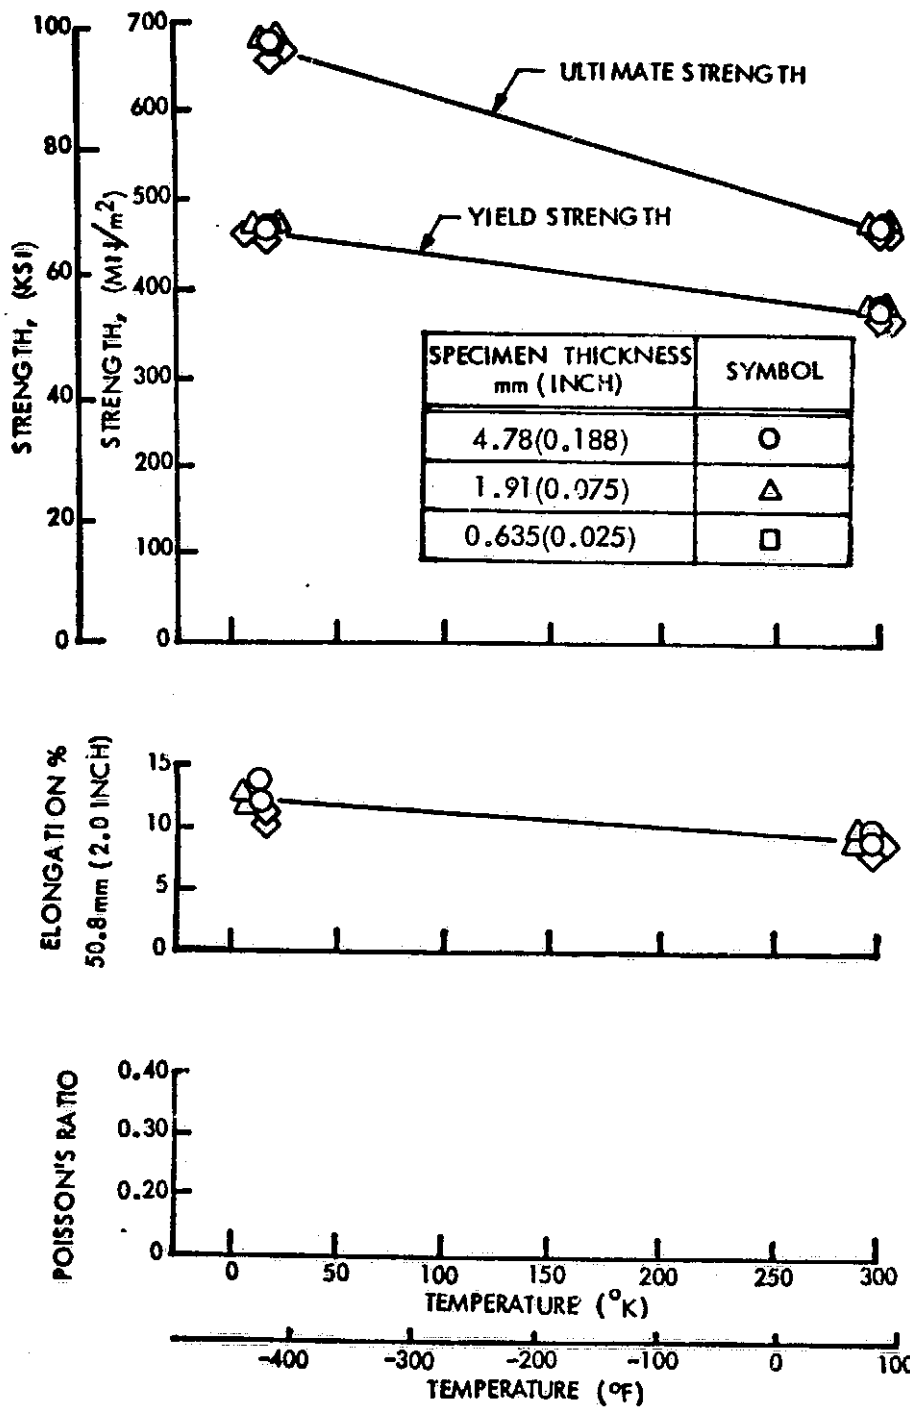 100
80
60
40
20
0
STRENGTH, (KSI)
700
600
500
400
300
200
100
0
STRENGTH, (MN/m²)
ULTIMATE STRENGTH
YIELD STRENGTH
SPECIMEN THICKNESS
mm (INCH)
SYMBOL
4.78(0.188)
1.91(0.075)
0.635(0.025)
ELONGATION %
50.8mm (2.0 INCH)
15
10
5
0
POISSON'S RATIO
0.40
0.30
0.20
0
0 50 100 150 200 250 300
TEMPERATURE (°K)
-400 -300 -200 -100 0 100
TEMPERATURE (°F)